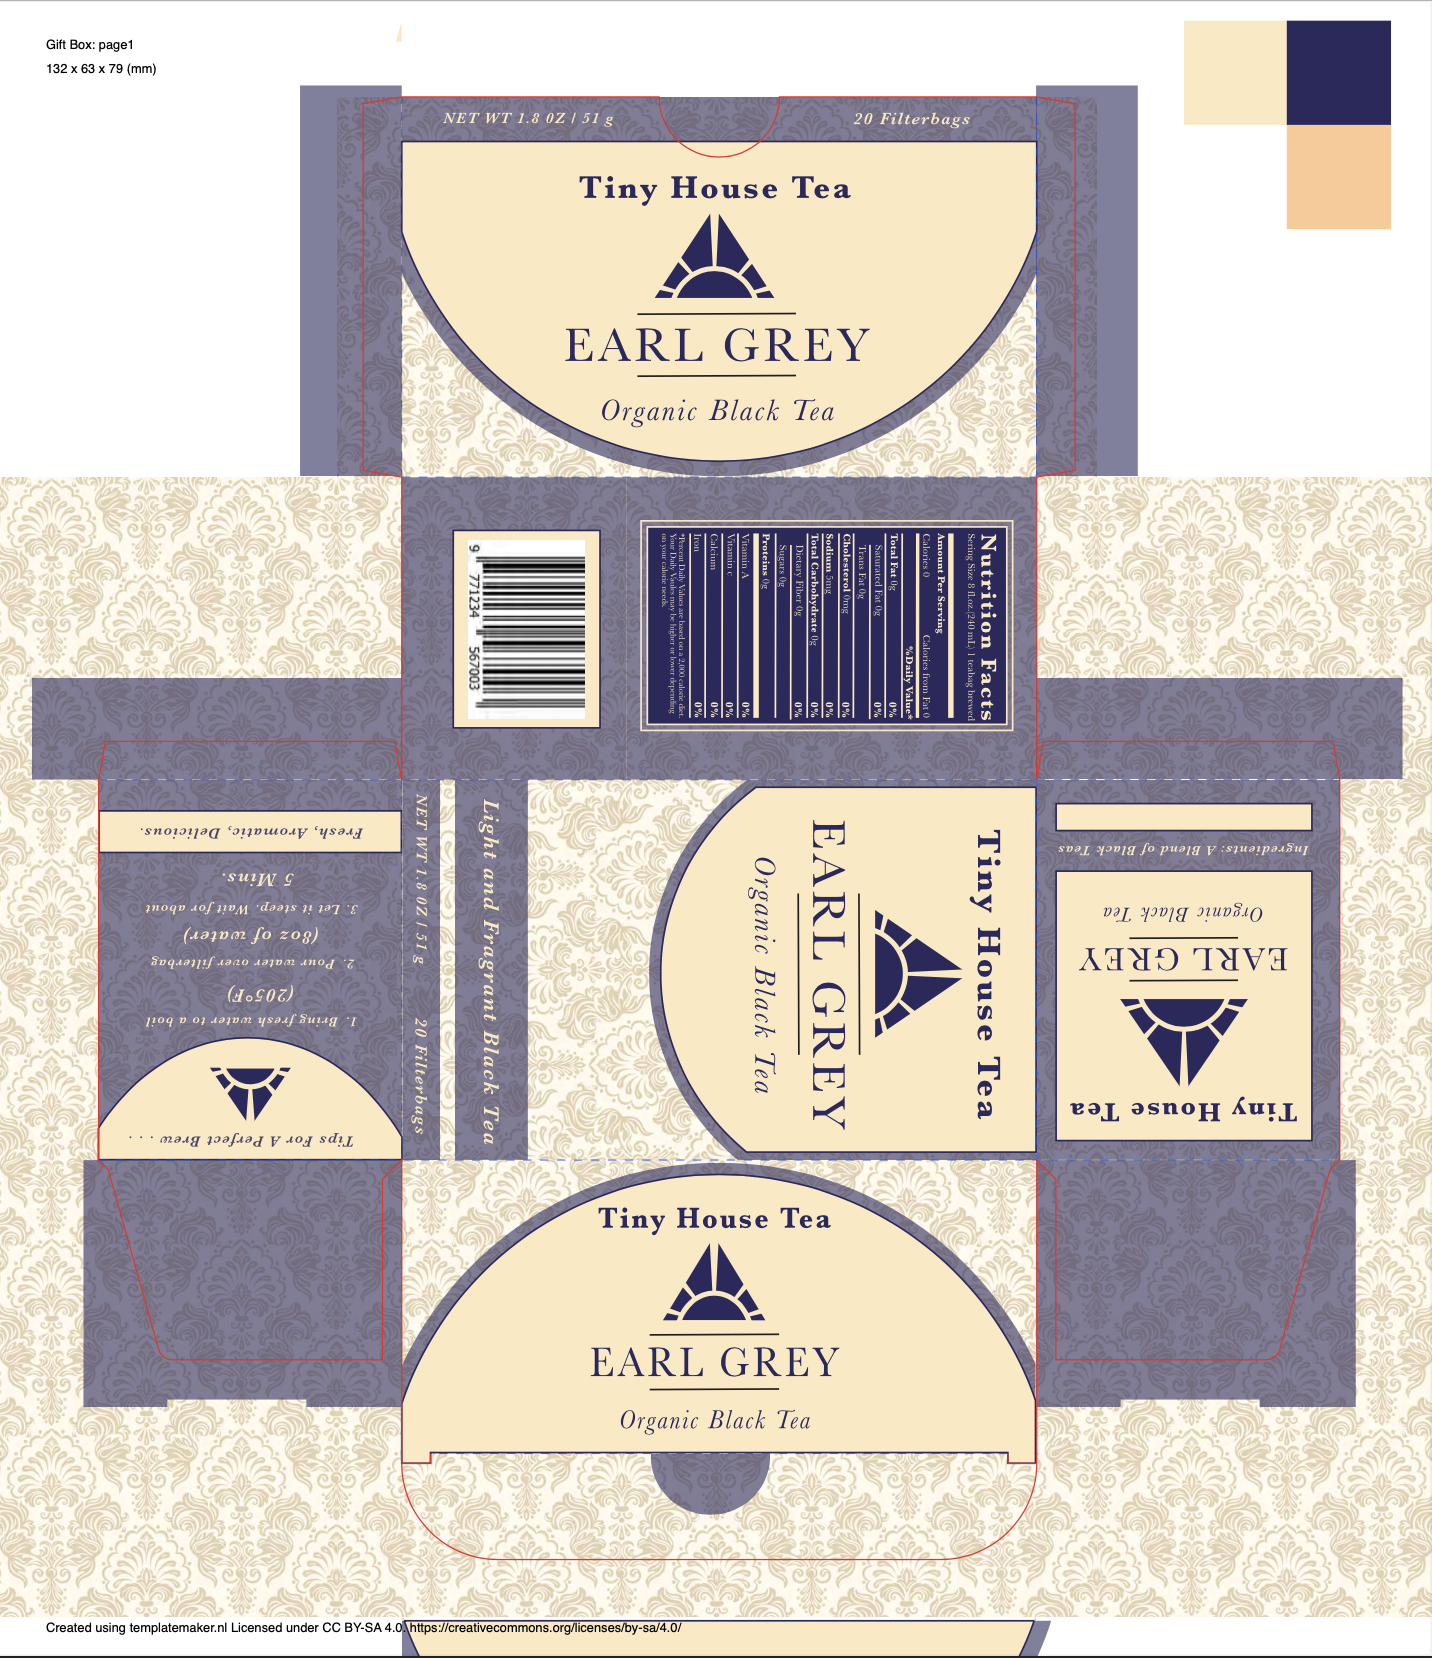 Gift Box: page1
132 x 63 x 79 (mm)
NET WT 1.8 0Z / 51 g
20 Filterbags
Tiny House Tea
EARL GREY
Organic Black Tea
9 771234 567003
Nutrition Facts
Sering Size 8 fl.oz.(240 mL) 1 teabag brewed
Amount Per Serving
Calories 0 Calories from Fat 0
%Daily Value*
Total Fat 0g 0%
Saturated Fat 0g 0%
Trans Fat 0g
Cholesterol 0mg 0%
Sodium 5mg 0%
Total Carbohydrate 0g 0%
Dietary Fiber 0g 0%
Sugars 0g
Proteins 0g
Vitamin A 0%
Vitamin c 0%
Calcium 0%
Iron 0%
*Percent Daily Values are based on a 2,000 calorie diet.
Your Daily Vaules may be higher or lower depending
on your calorie needs.
Tips For A Perfect Brew . . . .
1. Bring fresh water to a boil
(205°F)
2. Pour water over filterbag
(8oz of water)
3. Let it steep. Wait for about
5 Mins.
Fresh, Aromatic, Delicious.
NET WT 1.8 0Z / 51 g
20 Filterbags
Light and Fragrant Black Tea
Tiny House Tea
EARL GREY
Organic Black Tea
Tiny House Tea
EARL GREY
Organic Black Tea
Ingredients: A Blend of Black Teas
Tiny House Tea
EARL GREY
Organic Black Tea
Created using templatemaker.nl Licensed under CC BY-SA 4.0. https://creativecommons.org/licenses/by-sa/4.0/